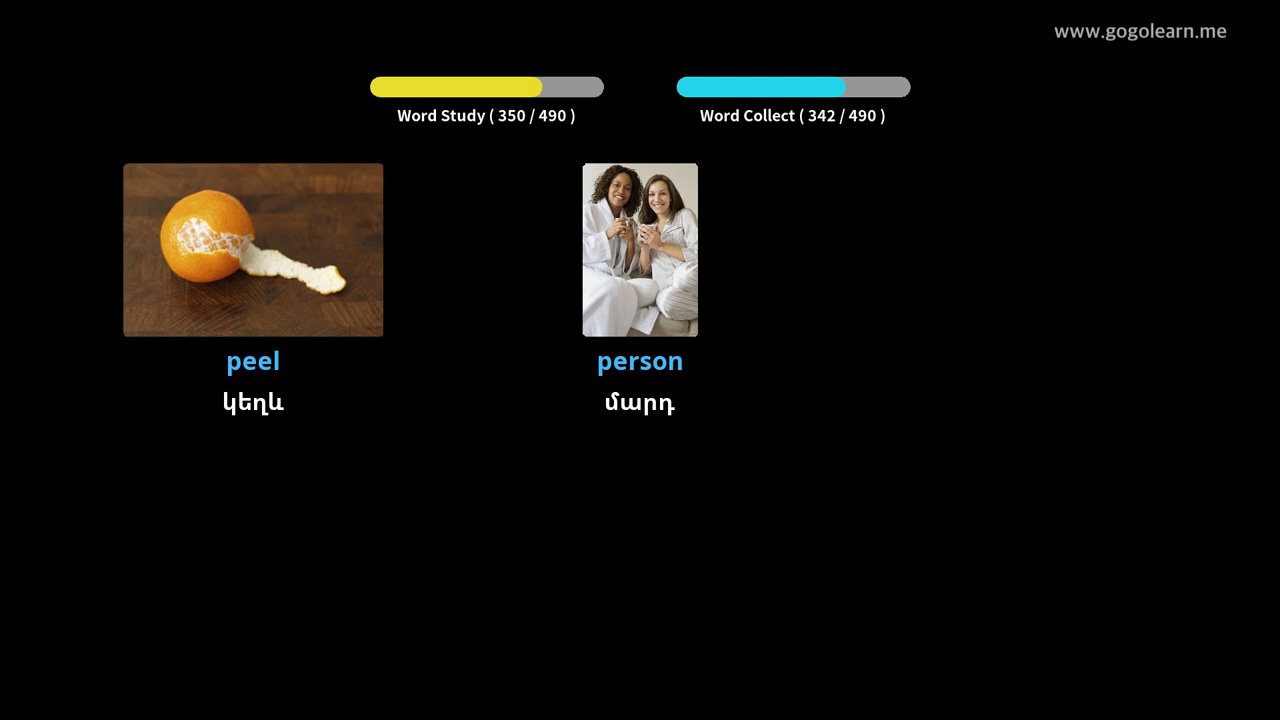 www.gogolearn.me
Word Study ( 350 / 490 )
Word Collect ( 342 / 490 )
peel
կեղև
person
մարդ